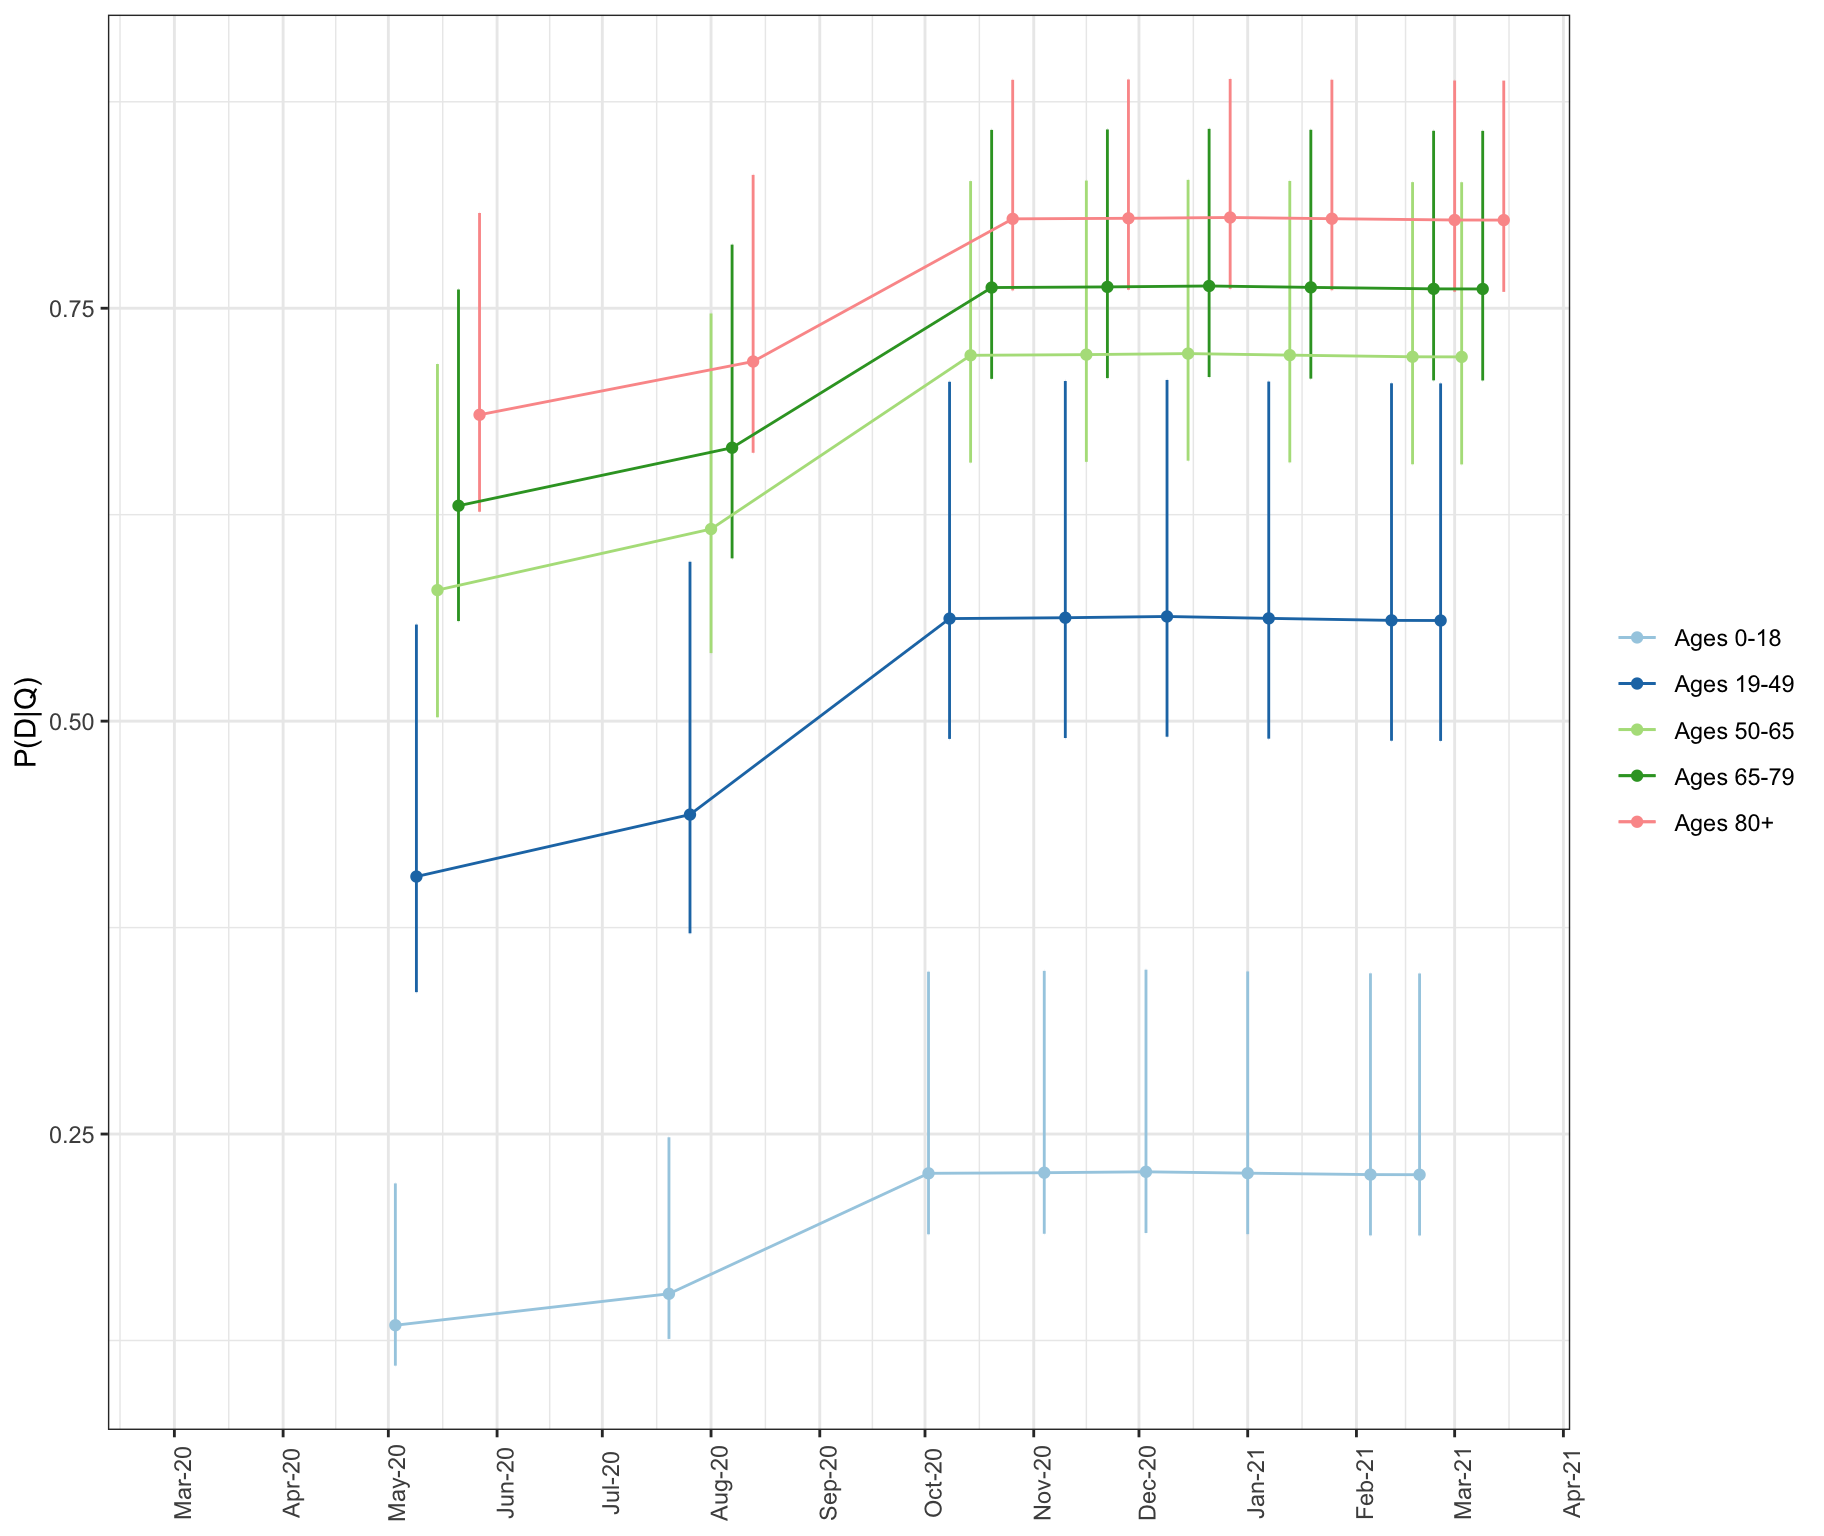 P(D|Q)
0.75
0.50
0.25
Mar-20
Apr-20
May-20
Jun-20
Jul-20
Aug-20
Sep-20
Oct-20
Nov-20
Dec-20
Jan-21
Feb-21
Mar-21
Apr-21
Ages 0-18
Ages 19-49
Ages 50-65
Ages 65-79
Ages 80+